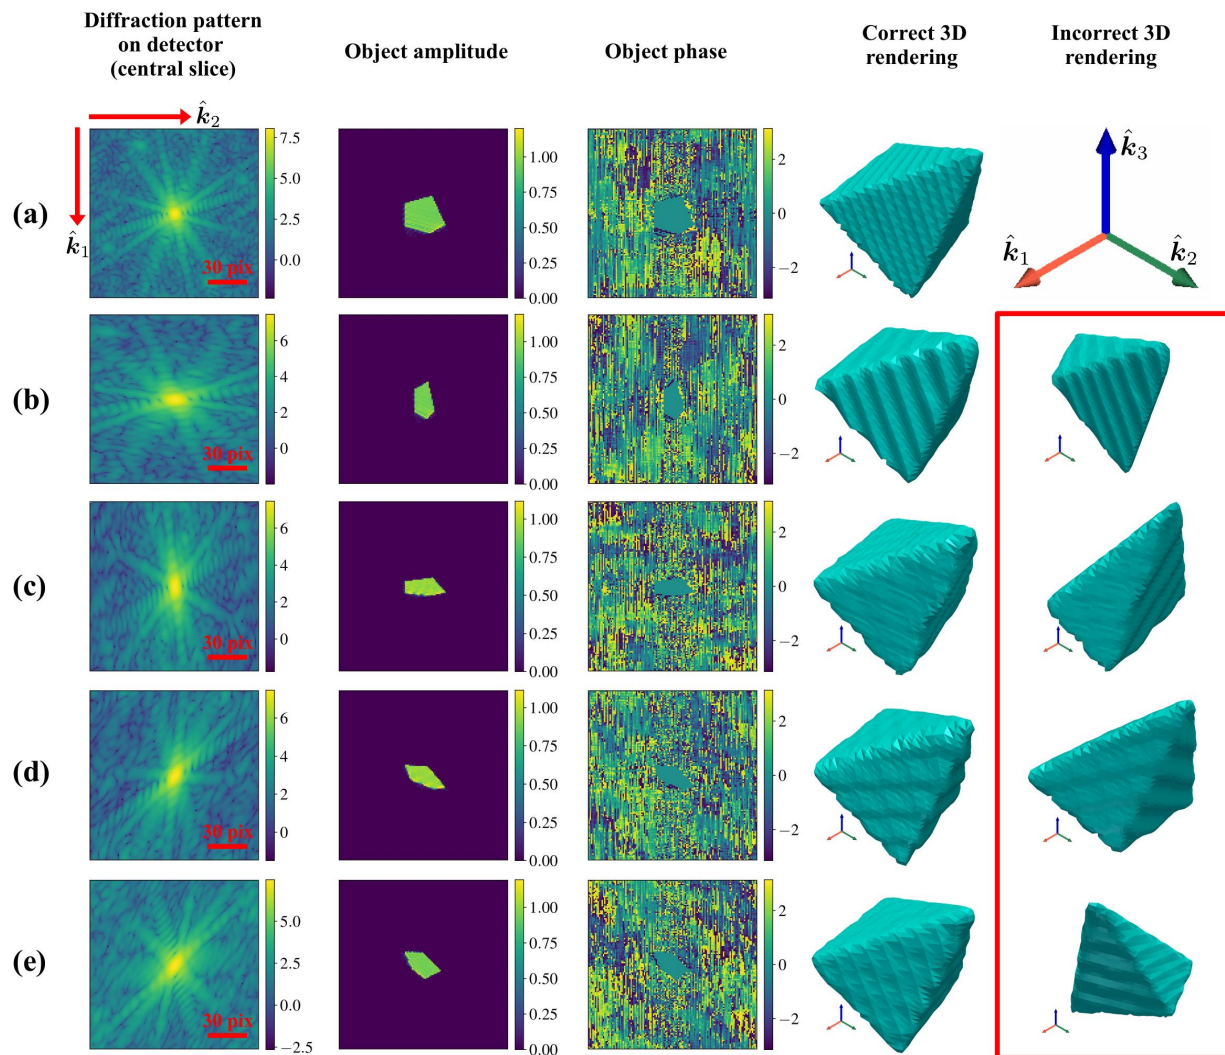 Diffraction pattern
on detector
(central slice)
Object amplitude
Object phase
Correct 3D
rendering
Incorrect 3D
rendering
k̂₂
k̂₁
(a)
30 pix
7.5
5.0
2.5
0.0
1.00
0.75
0.50
0.25
0.00
2
0
−2
k̂₃
k̂₁
k̂₂
(b)
30 pix
6
4
2
0
1.00
0.75
0.50
0.25
0.00
2
0
−2
(c)
30 pix
6
4
2
0
1.00
0.75
0.50
0.25
0.00
2
0
−2
(d)
30 pix
6
4
2
0
1.00
0.75
0.50
0.25
0.00
2
0
−2
(e)
30 pix
5.0
2.5
0.0
−2.5
1.00
0.75
0.50
0.25
0.00
2
0
−2